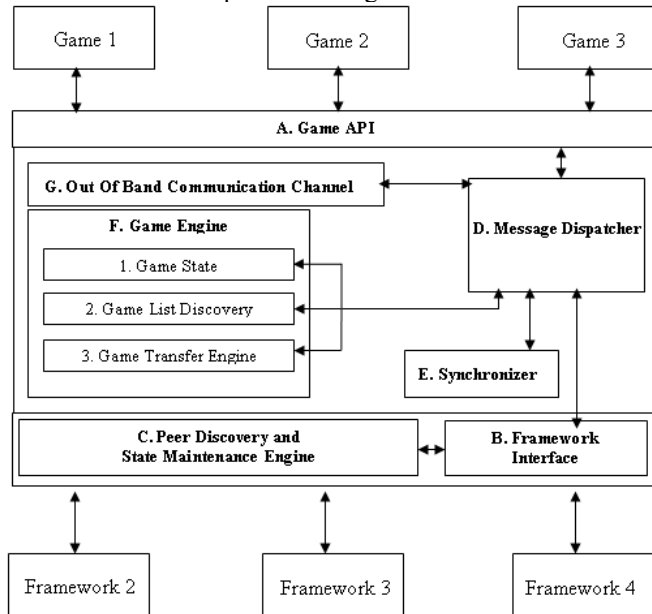 Game 1
Game 2
Game 3
A. Game API
G. Out Of Band Communication Channel
D. Message Dispatcher
F. Game Engine
1. Game State
2. Game List Discovery
3. Game Transfer Engine
E. Synchronizer
C. Peer Discovery and
State Maintenance Engine
B. Framework
Interface
Framework 2
Framework 3
Framework 4